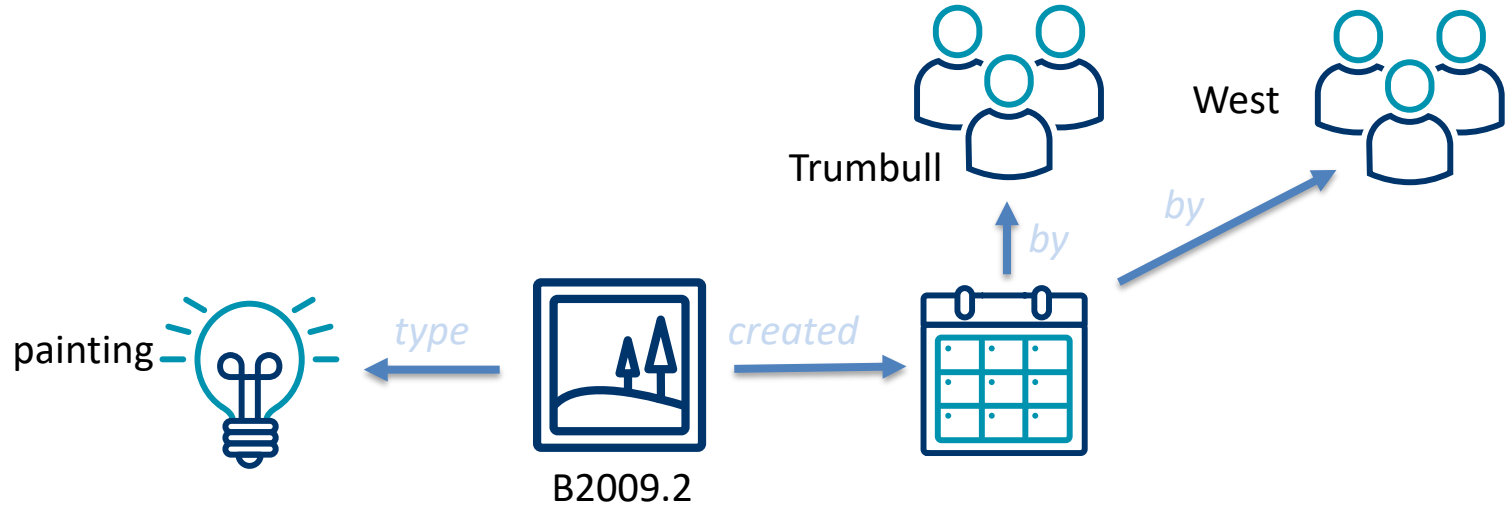 West
Trumbull
by
by
painting
type
created
B2009.2